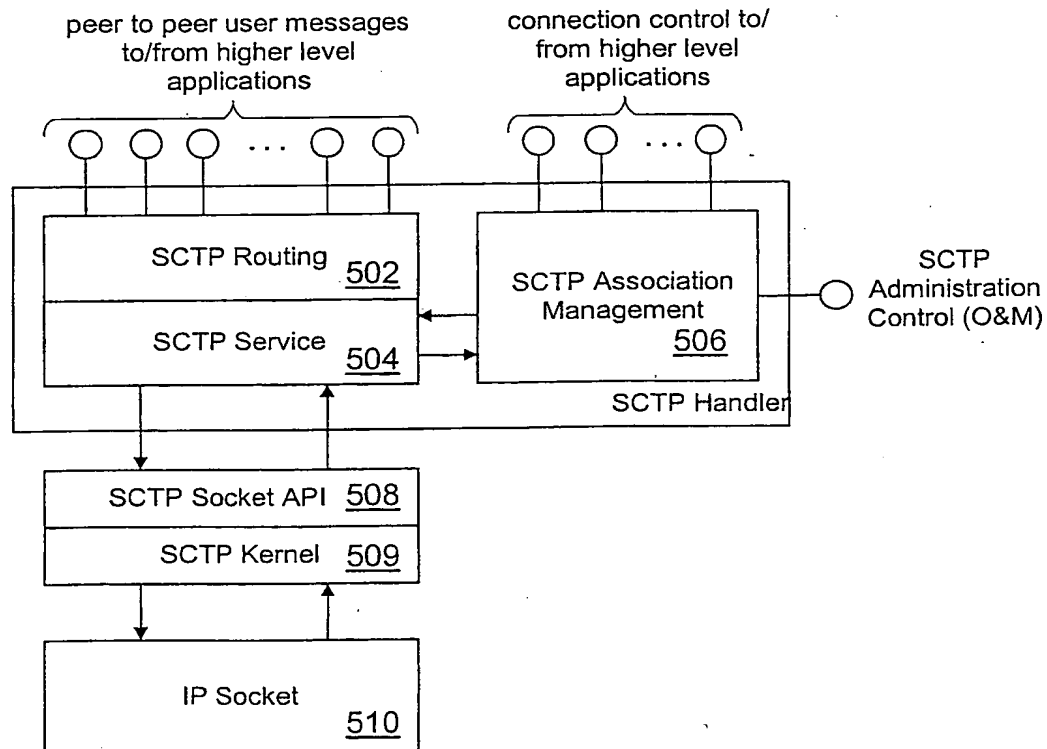 peer to peer user messages
to/from higher level
applications
connection control to/
from higher level
applications
...
...
SCTP Routing
502
SCTP Service
504
SCTP Association
Management
506
SCTP
Administration
Control (O&M)
SCTP Handler
SCTP Socket API
508
SCTP Kernel
509
IP Socket
510